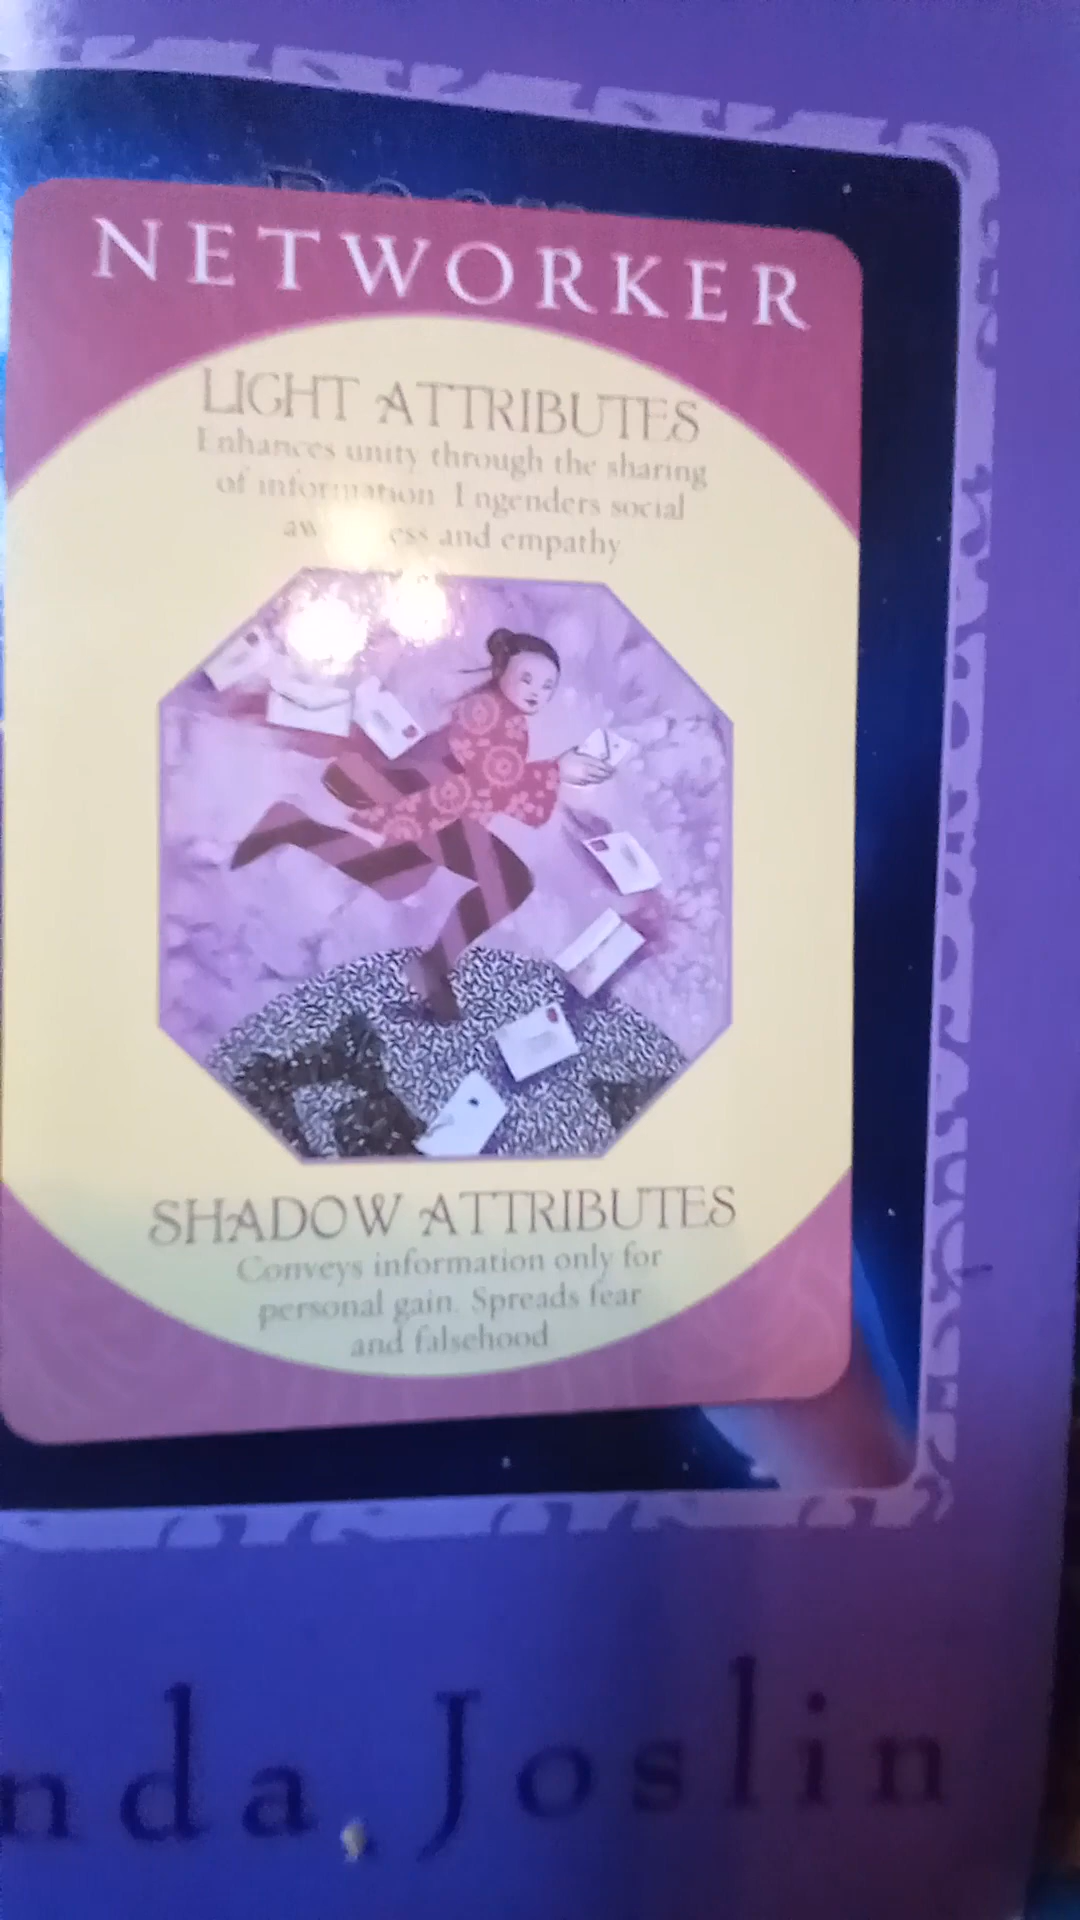 NETWORKER
LIGHT ATTRIBUTES
Enhances unity through the sharing
of information Engenders social
and empathy
SHADOW ATTRIBUTES
Conveys information only for
personal gain. Spreads fear
and falsehood
nda Joslin